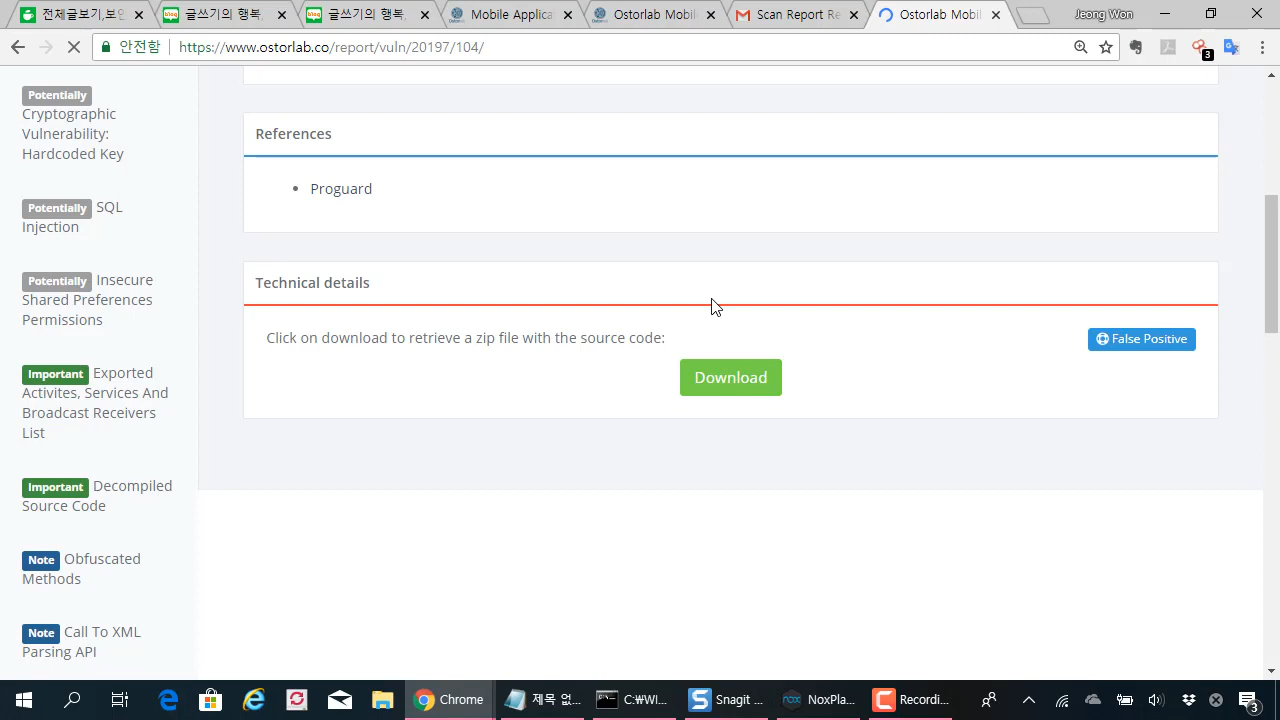 전체글보기,보안
글쓰기의 행복,
글쓰기의 행복,
Mobile Applica
Ostorlab Mobil
Scan Report Re
Ostorlab Mobil
Jeong Won
안전함
https://www.ostorlab.co/report/vuln/20197/104/
3
Potentially
Cryptographic
Vulnerability:
Hardcoded Key
Potentially SQL
Injection
Potentially Insecure
Shared Preferences
Permissions
Important Exported
Activites, Services And
Broadcast Receivers
List
Important Decompiled
Source Code
Note Obfuscated
Methods
Note Call To XML
Parsing API
References
Proguard
Technical details
Click on download to retrieve a zip file with the source code:
False Positive
Download
Chrome
제목 없...
C:₩WI...
Snagit ...
NoxPla...
Recordi...
3